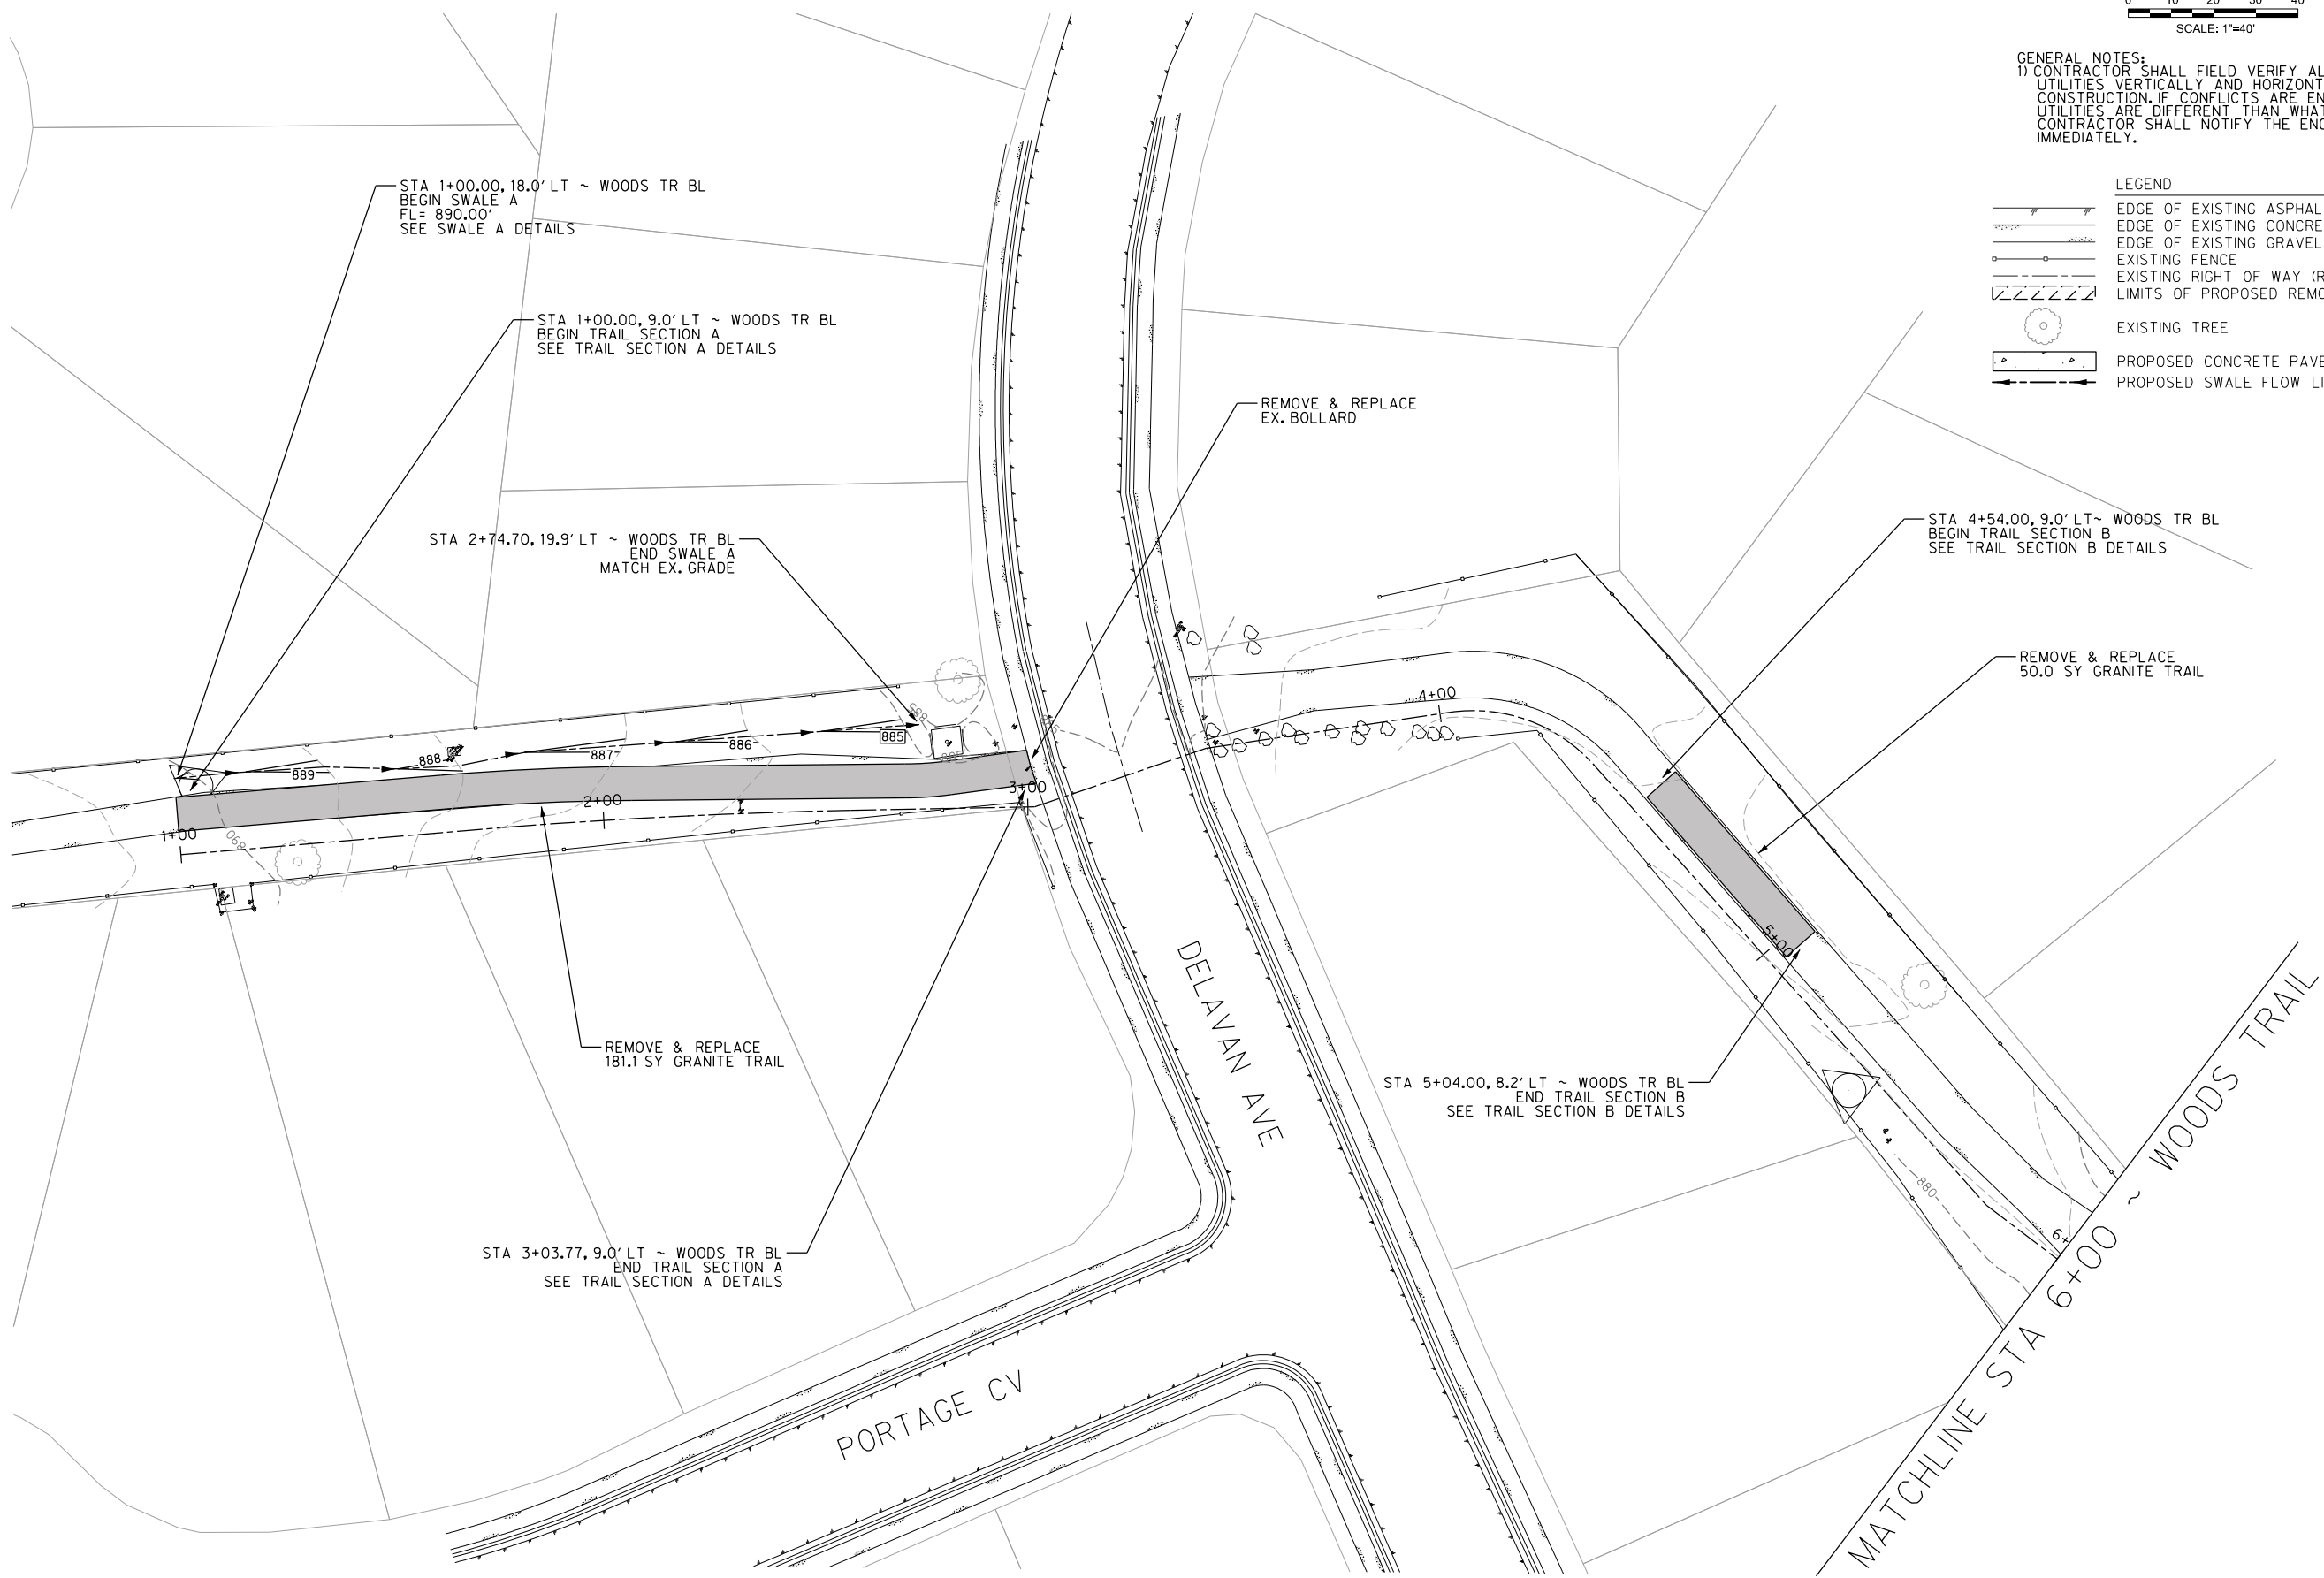 0 10 20 30 40
SCALE: 1"=40'
GENERAL NOTES:
1) CONTRACTOR SHALL FIELD VERIFY
UTILITIES VERTICALLY AND
CONSTRUCTION. IF CONFLICTS ARE
UTILITIES ARE DIFFERENT THAN
CONTRACTOR SHALL NOTIFY THE
IMMEDIATELY.
LEGEND
EDGE OF EXISTING
EDGE OF EXISTING
EDGE OF EXISTING GRAVEL
EXISTING FENCE
EXISTING RIGHT OF WAY
LIMITS OF PROPOSED
EXISTING TREE
PROPOSED CONCRETE
PROPOSED SWALE FLOW
STA 1+00.00, 18.0' LT ~ WOODS TR BL
BEGIN SWALE A
FL= 890.00'
SEE SWALE A DETAILS
STA 1+00.00, 9.0' LT ~ WOODS TR BL
BEGIN TRAIL SECTION A
SEE TRAIL SECTION A DETAILS
REMOVE & REPLACE
EX. BOLLARD
STA 2+74.70, 19.9' LT ~ WOODS TR BL
END SWALE A
MATCH EX. GRADE
STA 4+54.00, 9.0' LT~ WOODS TR BL
BEGIN TRAIL SECTION B
SEE TRAIL SECTION B DETAILS
REMOVE & REPLACE
50.0 SY GRANITE TRAIL
4+00
885
885
886
887
888
889
885
3+00
2+00
1+00
890
5+00
DELAVAN AVE
REMOVE & REPLACE
181.1 SY GRANITE TRAIL
STA 5+04.00, 8.2' LT ~ WOODS TR BL
END TRAIL SECTION B
SEE TRAIL SECTION B DETAILS
880
6+
STA 3+03.77, 9.0' LT ~ WOODS TR BL
END TRAIL SECTION A
SEE TRAIL SECTION A DETAILS
PORTAGE CV
MATCHLINE STA 6+00 ~ WOODS TRAIL